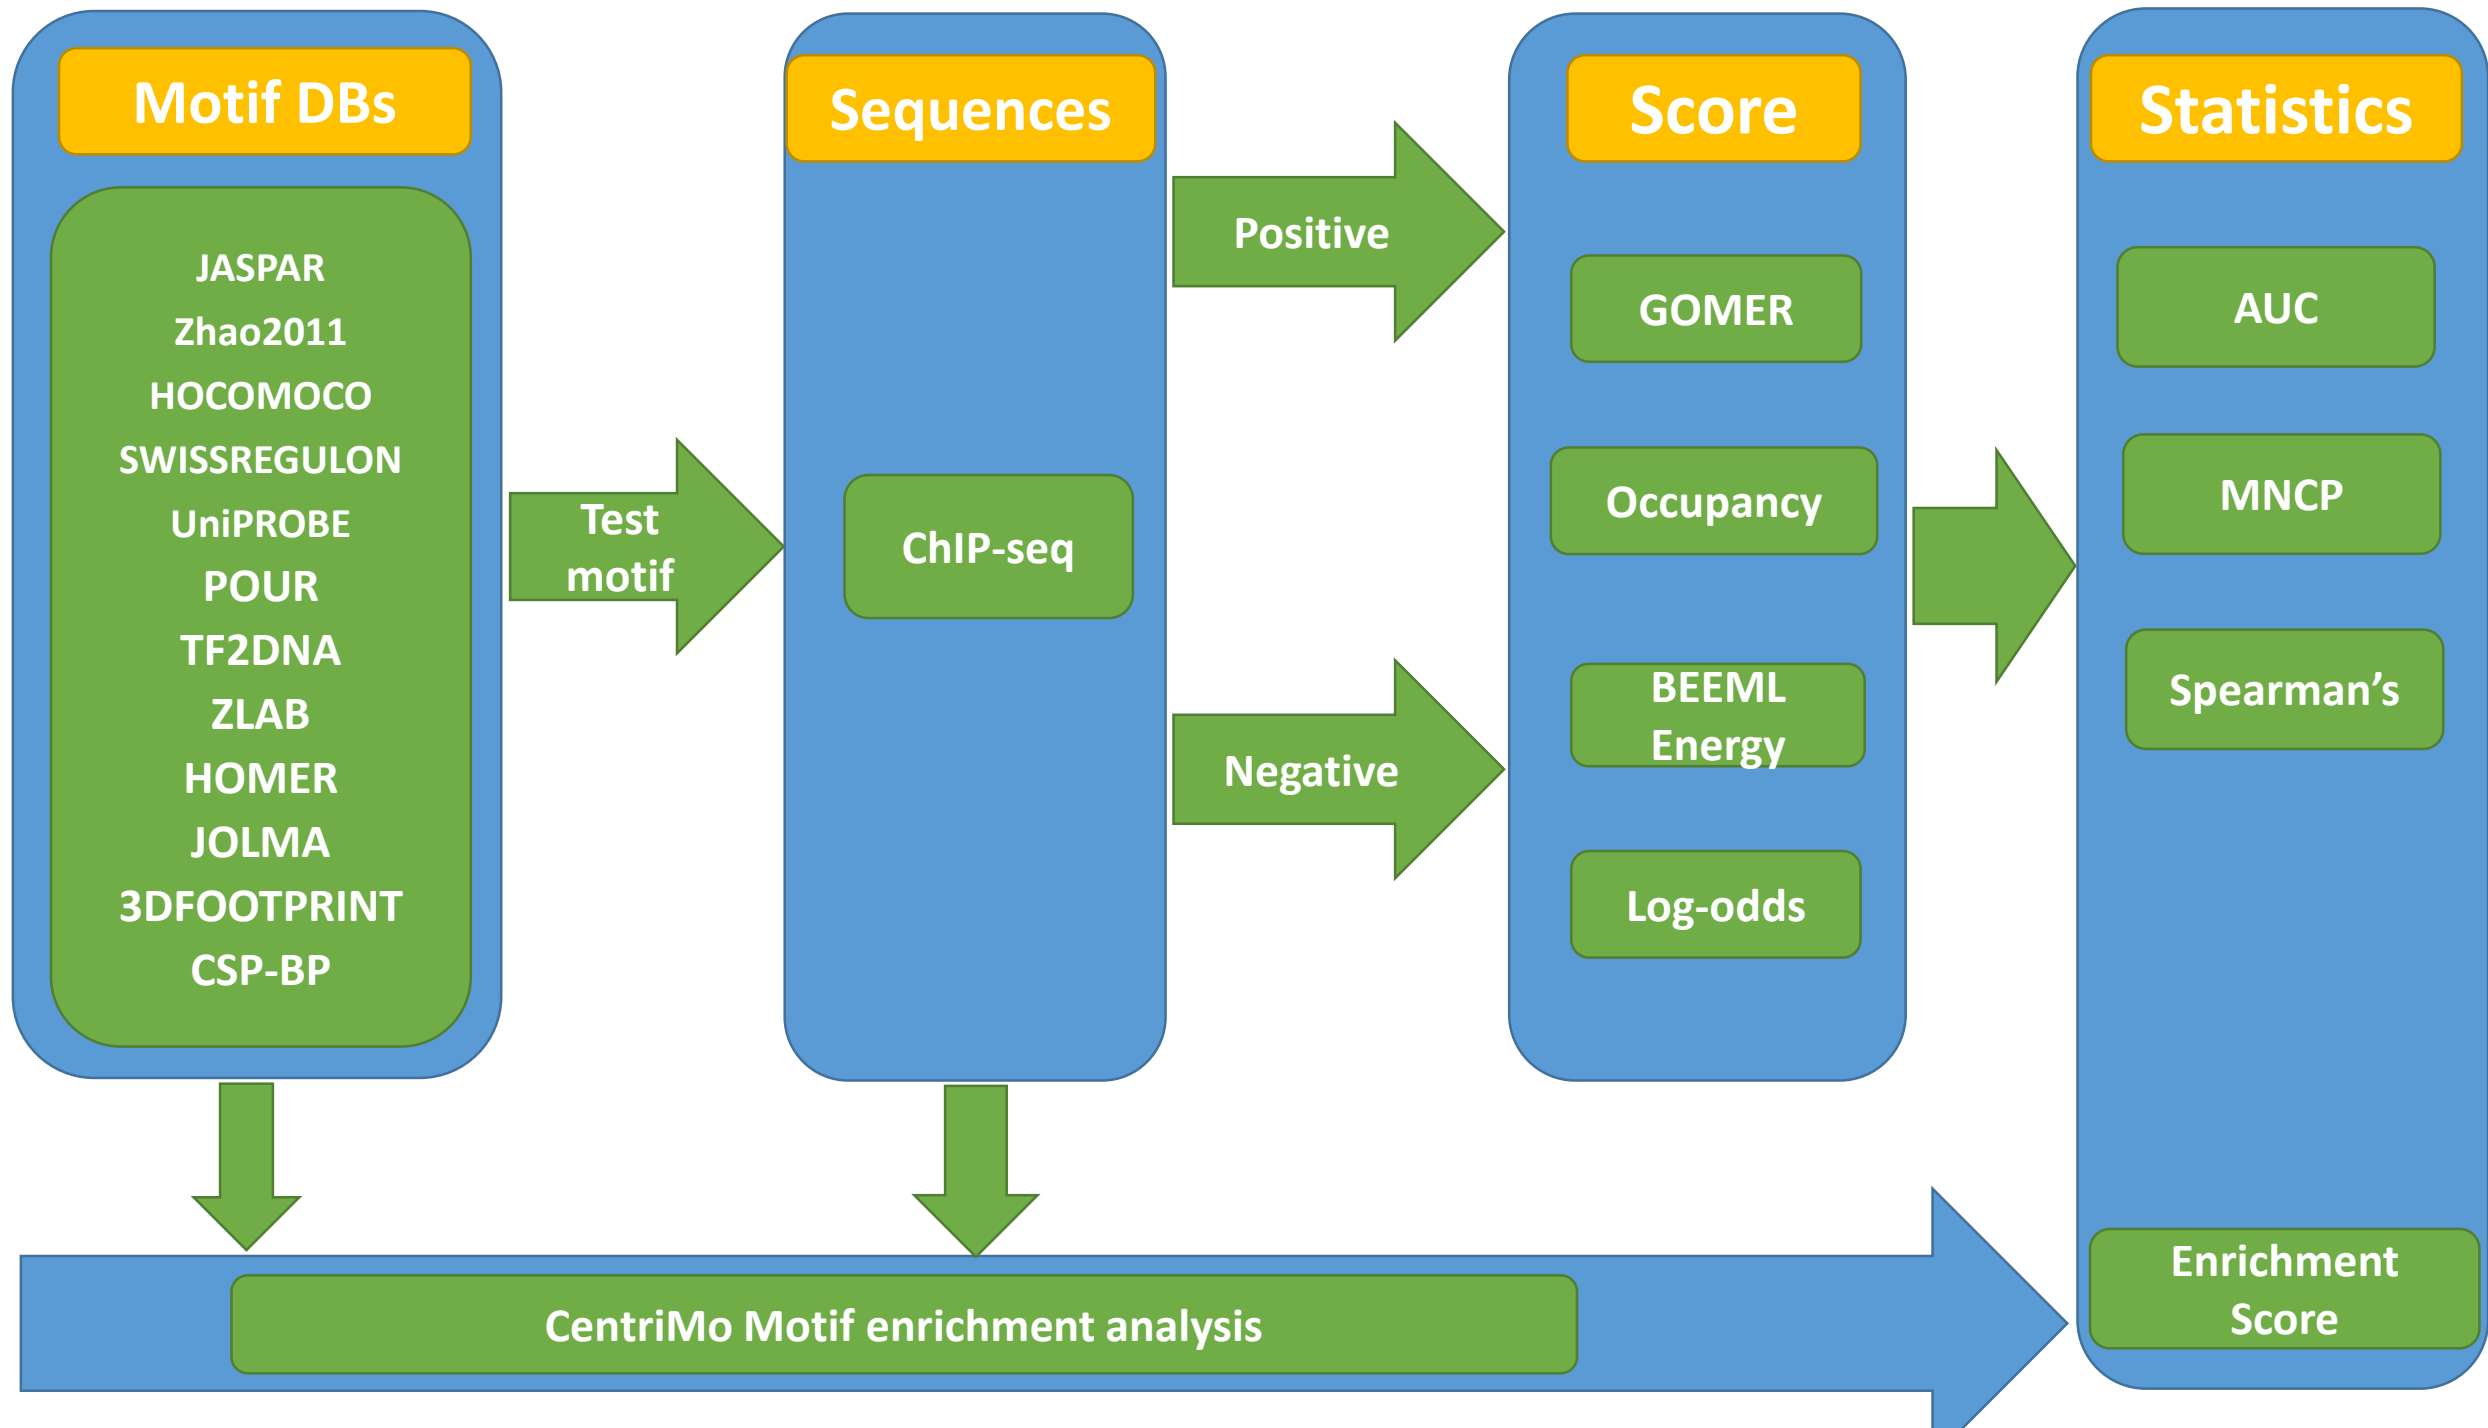 Motif DBs
JASPAR
Zhao2011
HOCOMOCO
SWISSREGULON
UniPROBE
POUR
TF2DNA
ZLAB
HOMER
JOLMA
3DFOOTPRINT
CSP-BP
Test
motif
Sequences
ChIP-seq
Positive
Negative
Score
GOMER
Occupancy
BEEML
Energy
Log-odds
Statistics
AUC
MNCP
Spearman’s
Enrichment
Score
CentriMo Motif enrichment analysis